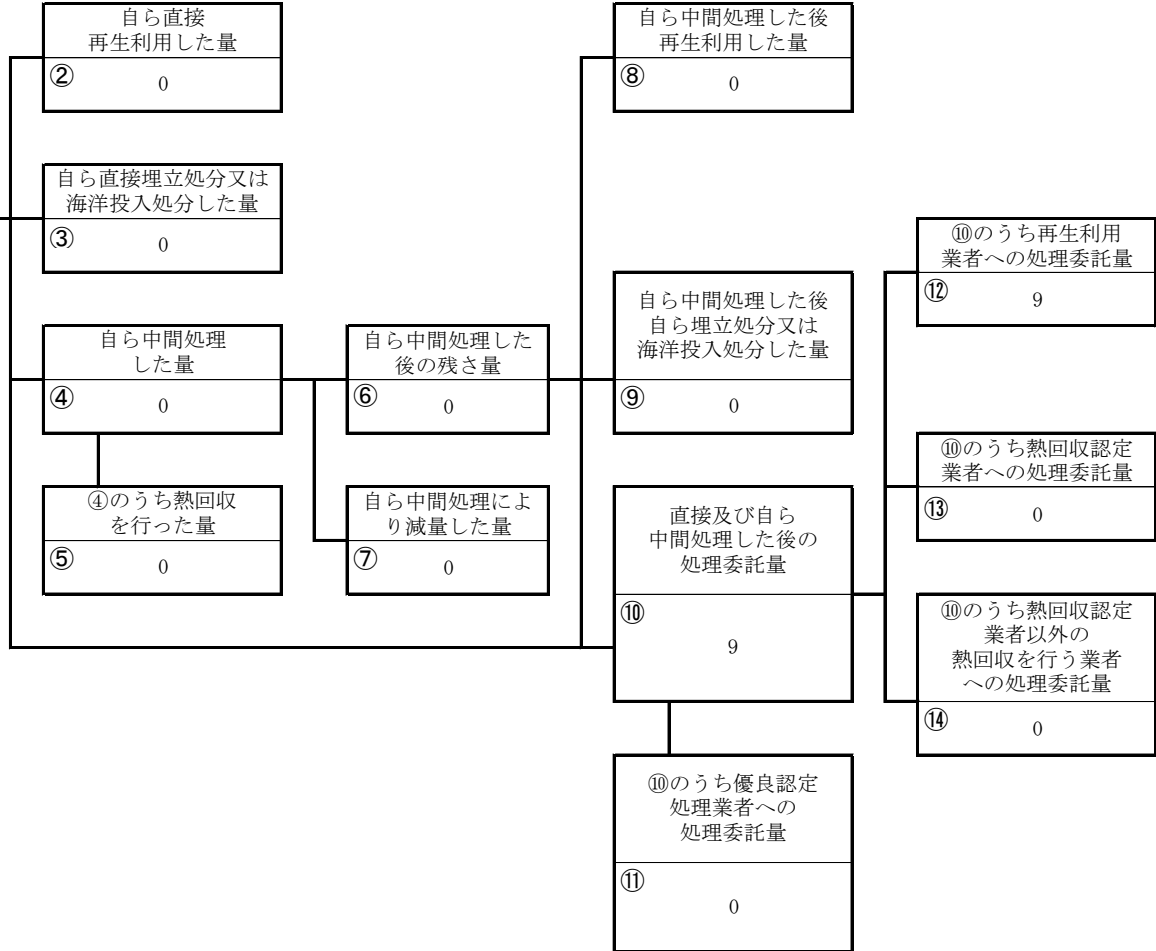 自ら直接
再生利用した量
② 0
自ら中間処理した後
再生利用した量
⑧ 0
自ら直接埋立処分又は
海洋投入処分した量
③ 0
⑩のうち再生利用
業者への処理委託量
⑫ 9
自ら中間処理した後
自ら埋立処分又は
海洋投入処分した量
⑨ 0
自ら中間処理
した量
④ 0
自ら中間処理した
後の残さ量
⑥ 0
⑩のうち熱回収認定
業者への処理委託量
⑬ 0
④のうち熱回収
を行った量
⑤ 0
自ら中間処理によ
り減量した量
⑦ 0
直接及び自ら
中間処理した後の
処理委託量
⑩ 9
⑩のうち熱回収認定
業者以外の
熱回収を行う業者
への処理委託量
⑭ 0
⑩のうち優良認定
処理業者への
処理委託量
⑪ 0